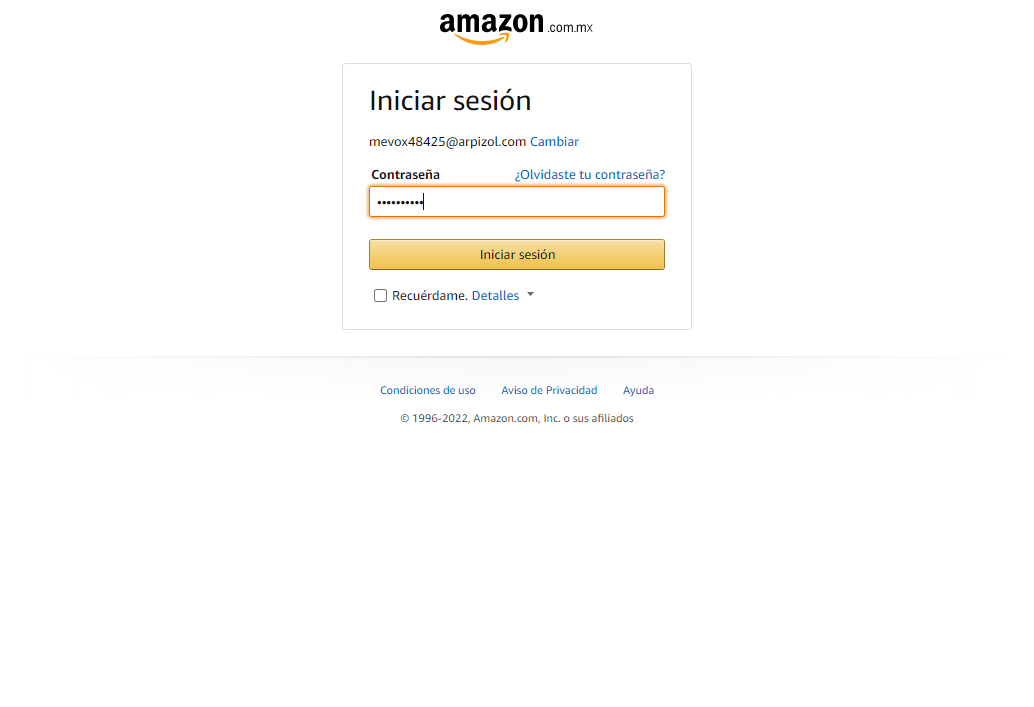 amazon.com.mx
Iniciar sesión
mevox48425@arpizol.com Cambiar
Contraseña ¿Olvidaste tu contraseña?
••••••••••
Iniciar sesión
Recuérdame. Detalles
Condiciones de uso Aviso de Privacidad Ayuda
© 1996-2022, Amazon.com, Inc. o sus afiliados